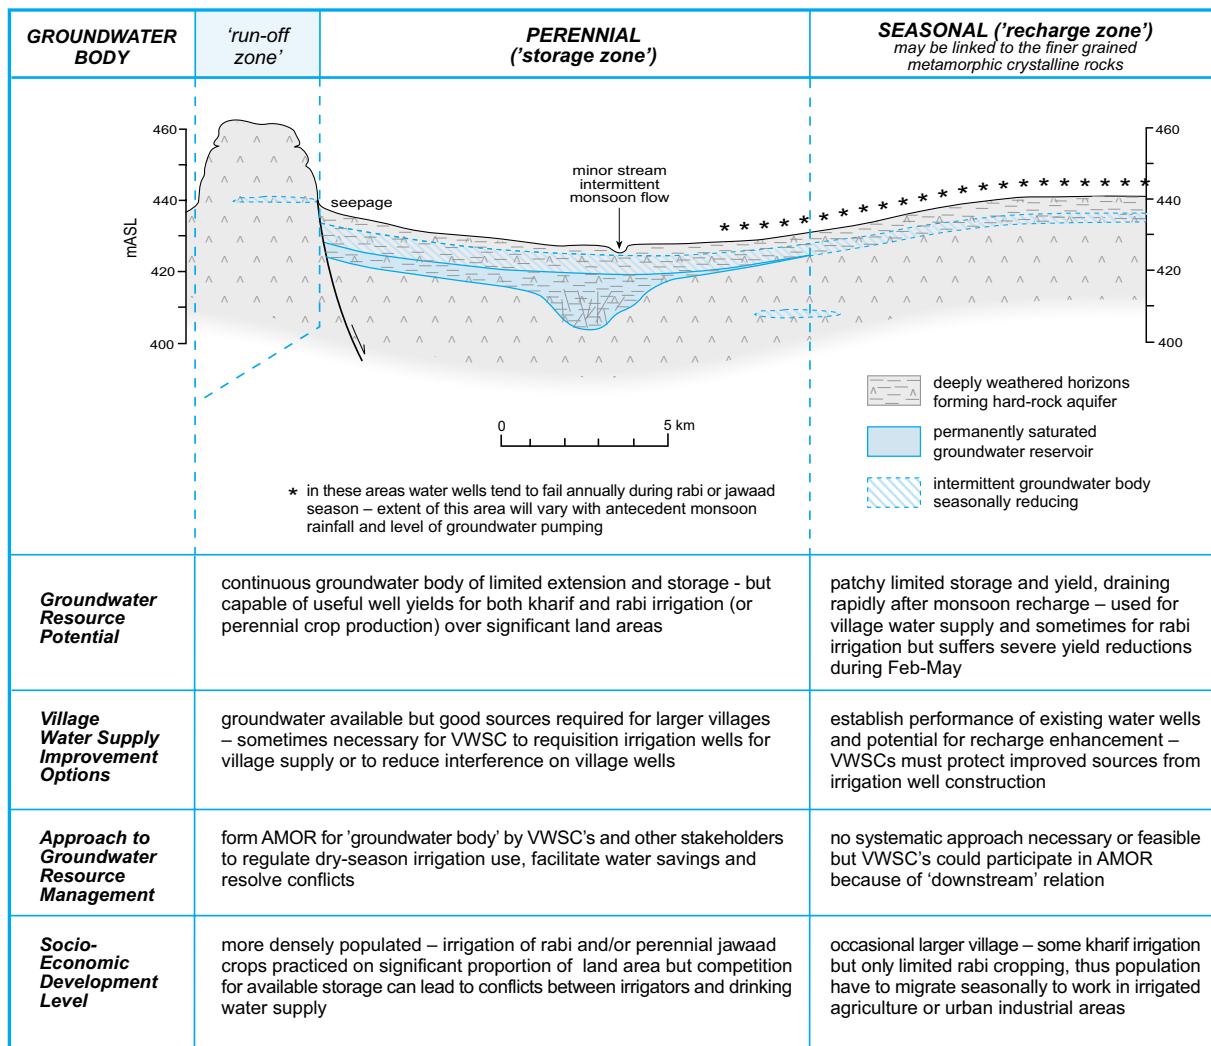 GROUNDWATER
BODY
'run-off
zone'
PERENNIAL
('storage zone')
SEASONAL ('recharge zone')
may be linked to the finer grained
metamorphic crystalline rocks
460
440
420
400
mASL
seepage
minor stream
intermittent
monsoon flow
* * * * * * * * * * * * * * * * * * * * *
460
440
420
400
0 5 km
deeply weathered horizons
forming hard-rock aquifer
permanently saturated
groundwater reservoir
intermittent groundwater body
seasonally reducing
* in these areas water wells tend to fail annually during rabi or jawaad
season – extent of this area will vary with antecedent monsoon
rainfall and level of groundwater pumping
Groundwater
Resource
Potential
continuous groundwater body of limited extension and storage - but
capable of useful well yields for both kharif and rabi irrigation (or
perennial crop production) over significant land areas
patchy limited storage and yield, draining
rapidly after monsoon recharge – used for
village water supply and sometimes for rabi
irrigation but suffers severe yield reductions
during Feb-May
Village
Water Supply
Improvement
Options
groundwater available but good sources required for larger villages
– sometimes necessary for VWSC to requisition irrigation wells for
village supply or to reduce interference on village wells
establish performance of existing water wells
and potential for recharge enhancement –
VWSCs must protect improved sources from
irrigation well construction
Approach to
Groundwater
Resource
Management
form AMOR for 'groundwater body' by VWSC's and other stakeholders
to regulate dry-season irrigation use, facilitate water savings and
resolve conflicts
no systematic approach necessary or feasible
but VWSC's could participate in AMOR
because of 'downstream' relation
Socio-
Economic
Development
Level
more densely populated – irrigation of rabi and/or perennial jawaad
crops practiced on significant proportion of land area but competition
for available storage can lead to conflicts between irrigators and drinking
water supply
occasional larger village – some kharif irrigation
but only limited rabi cropping, thus population
have to migrate seasonally to work in irrigated
agriculture or urban industrial areas